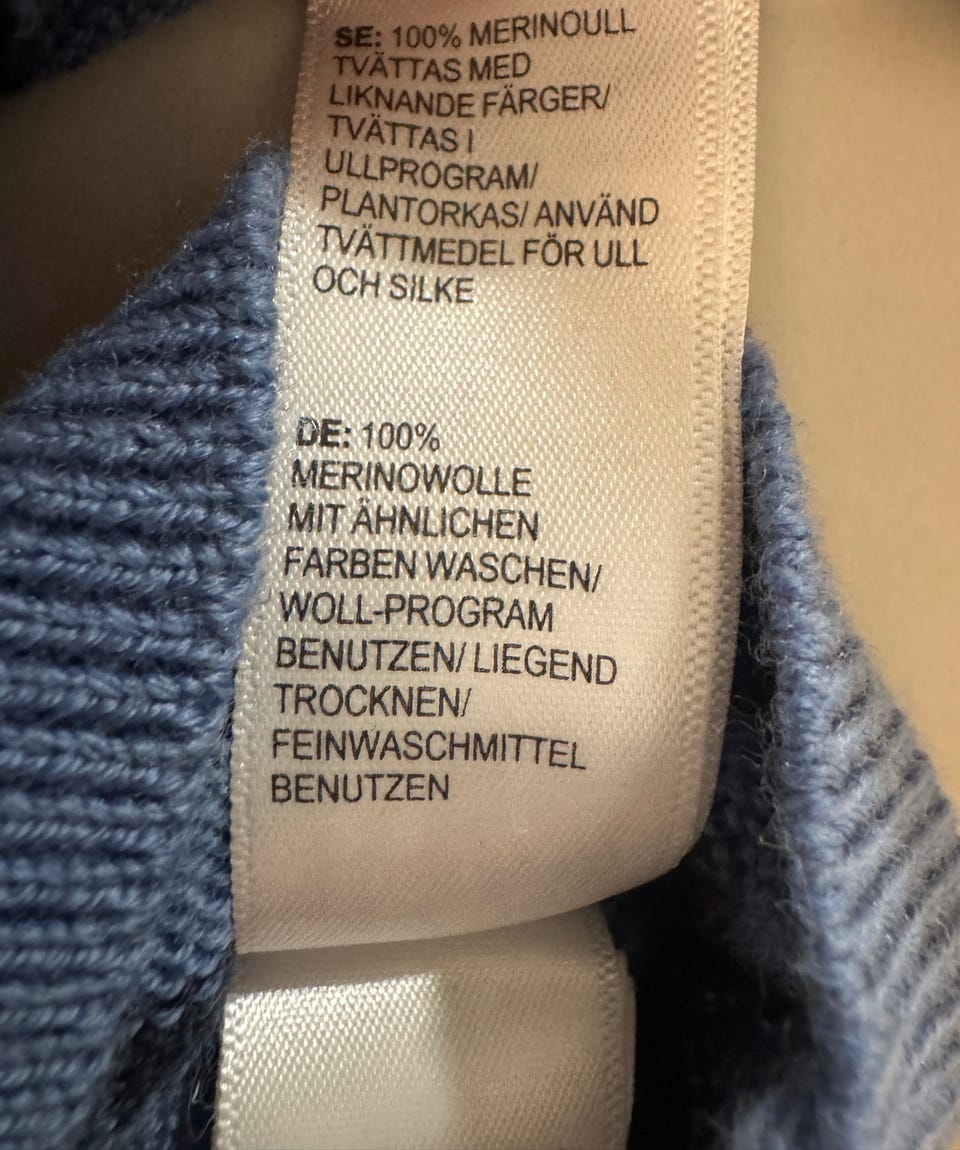 SE: 100% MERINOULL
TVÄTTAS MED
LIKNANDE FÄRGER/
TVÄTTAS I
ULLPROGRAM/
PLANTORKAS/ ANVÄND
TVÄTTMEDEL FÖR ULL
OCH SILKE
DE: 100%
MERINOWOLLE
MIT ÄHNLICHEN
FARBEN WASCHEN/
WOLL-PROGRAM
BENUTZEN/ LIEGEND
TROCKNEN/
FEINWASCHMITTEL
BENUTZEN